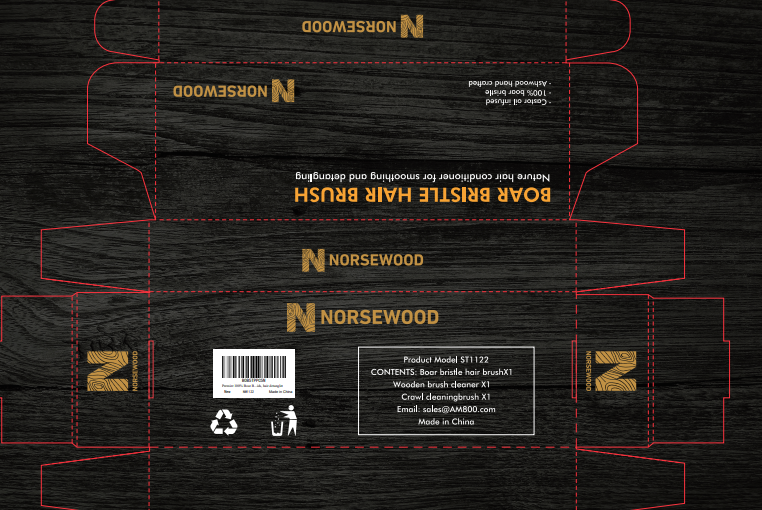 NORSEWOOD
NORSEWOOD
- Castor oil infused
- 100% boar bristle
- Ashwood hand crafted
BOAR BRISTLE HAIR BRUSH
Nature hair conditioner for smoothing and detangling
NORSEWOOD
NORSEWOOD
NORSEWOOD
New
Made in China
Product Model ST1122
CONTENTS: Boar bristle hair brushX1
Wooden brush cleaner X1
Crawl cleaningbrush X1
Email: sales@AM800.com
Made in China
NORSEWOOD